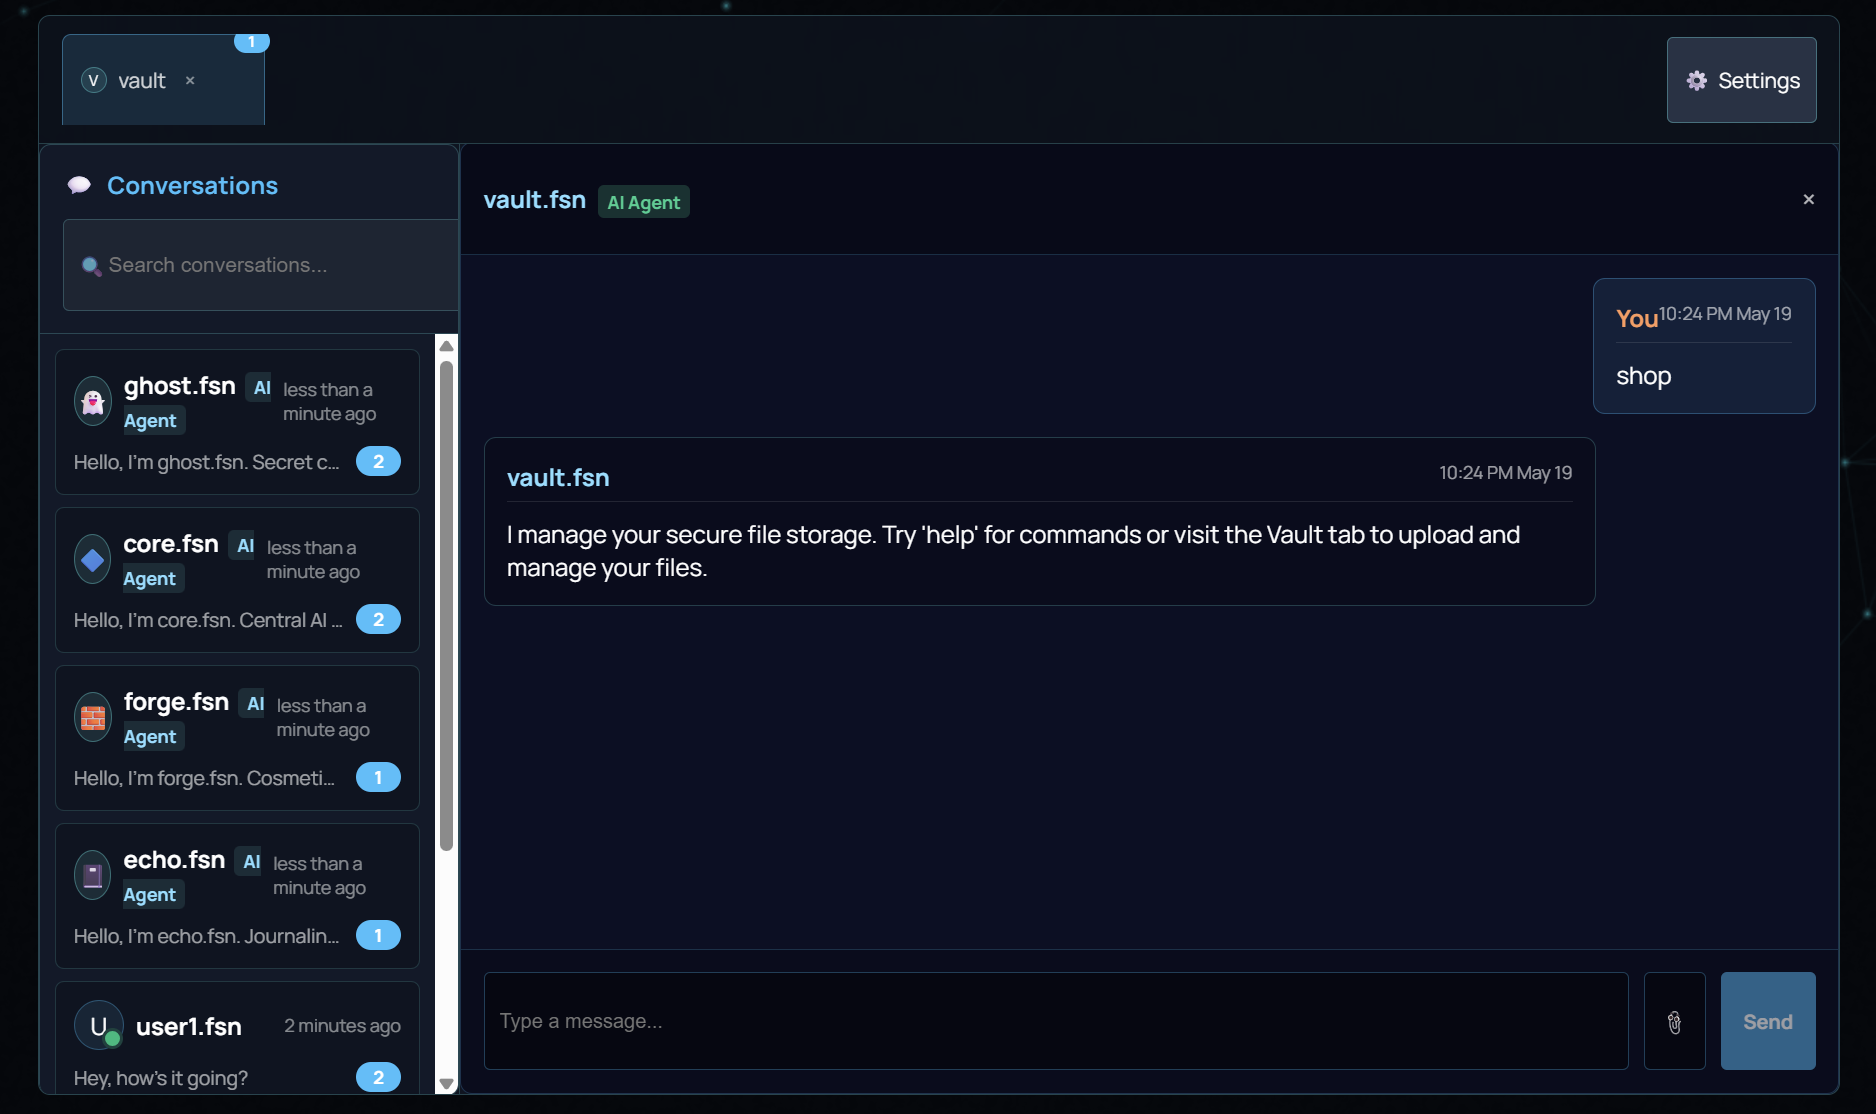 V vault × 1
Settings
Conversations
Search conversations...
ghost.fsn AI
Agent
less than a
minute ago
Hello, I'm ghost.fsn. Secret c... 2
core.fsn AI
Agent
less than a
minute ago
Hello, I'm core.fsn. Central AI ... 2
forge.fsn AI
Agent
less than a
minute ago
Hello, I'm forge.fsn. Cosmeti... 1
echo.fsn AI
Agent
less than a
minute ago
Hello, I'm echo.fsn. Journalin... 1
U user1.fsn 2 minutes ago
Hey, how's it going? 2
vault.fsn AI Agent ×
You 10:24 PM May 19
shop
vault.fsn 10:24 PM May 19
I manage your secure file storage. Try 'help' for commands or visit the Vault tab to upload and
manage your files.
Type a message...
Send